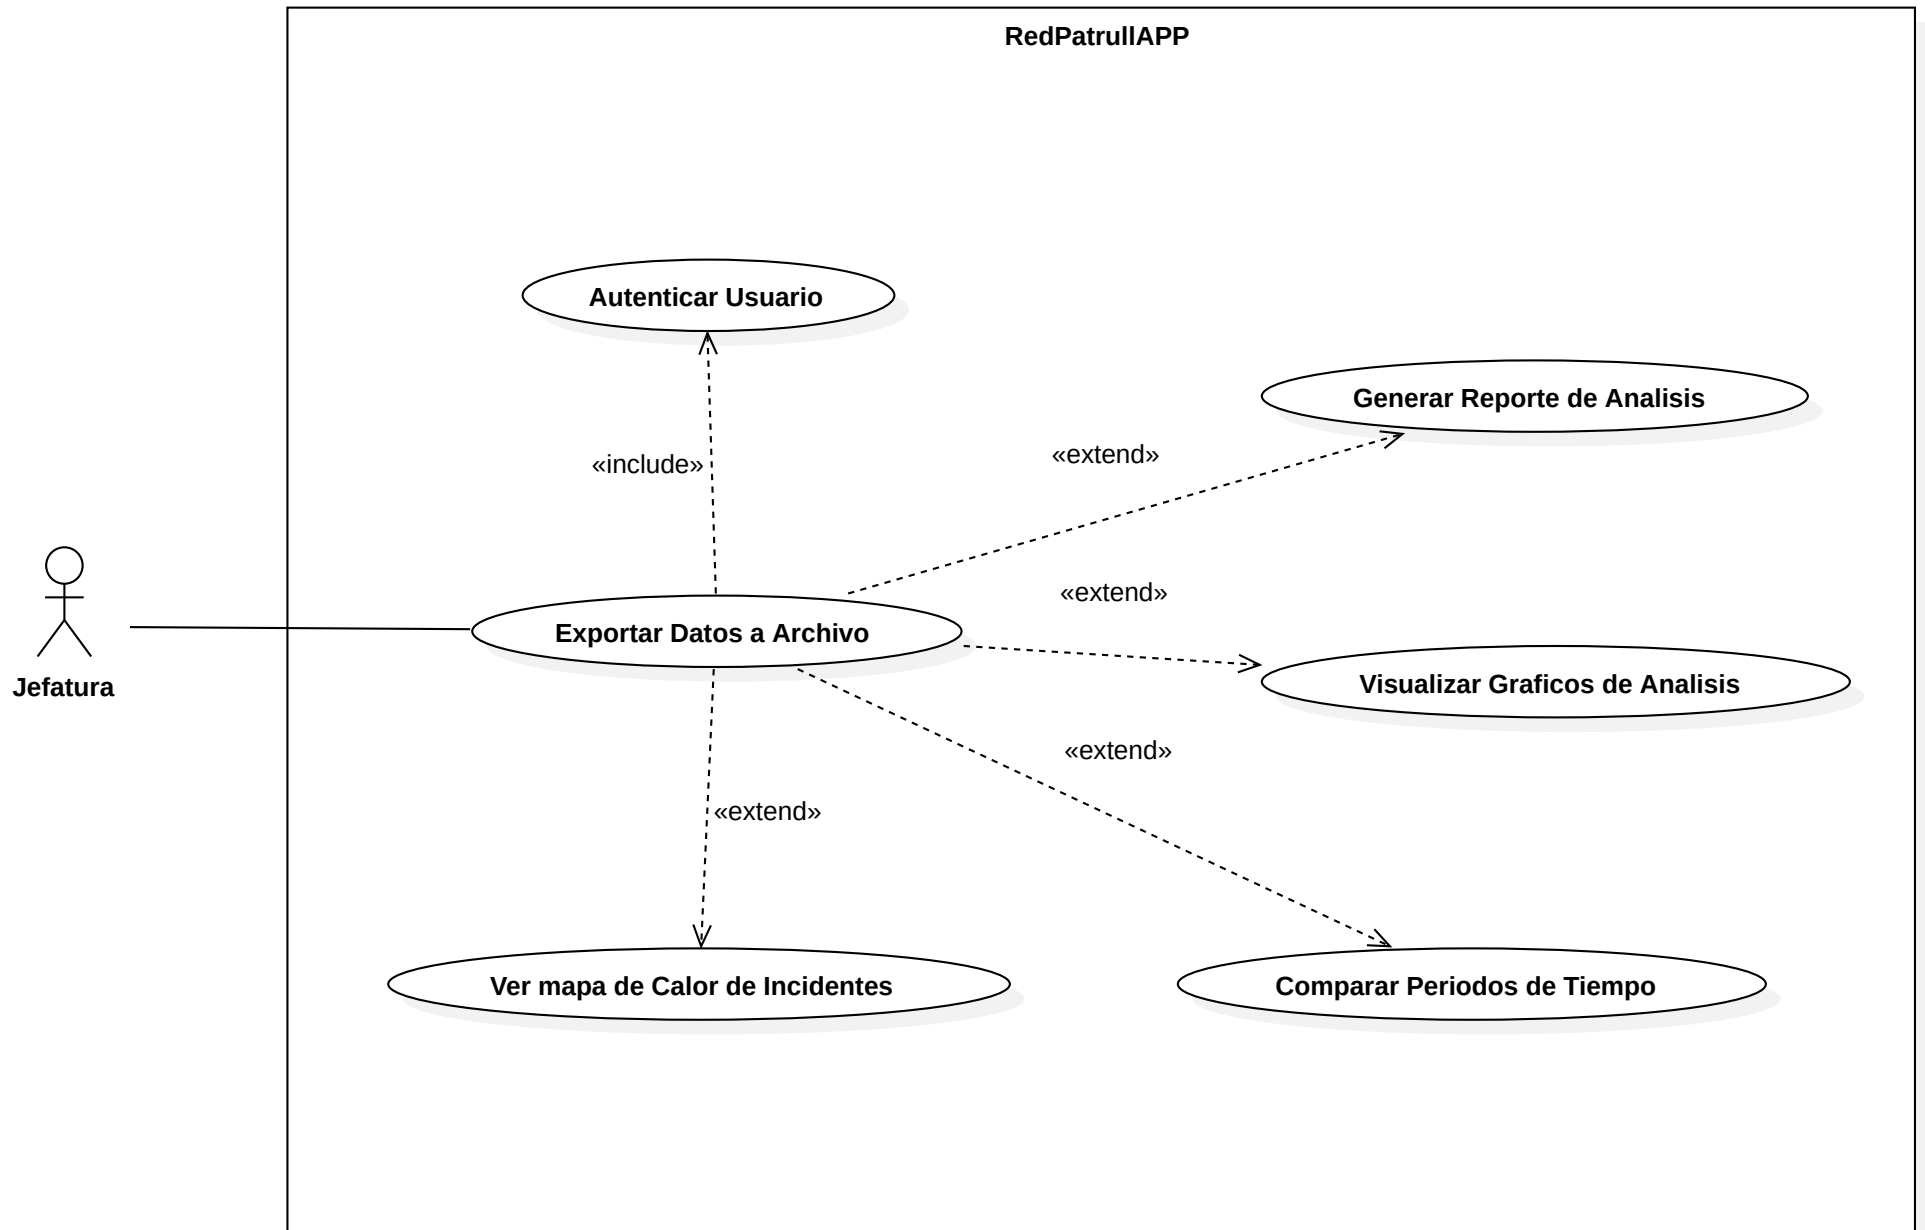 RedPatrullAPP
Autenticar Usuario
Generar Reporte de Analisis
«include»
«extend»
«extend»
Exportar Datos a Archivo
Jefatura
Visualizar Graficos de Analisis
«extend»
«extend»
Ver mapa de Calor de Incidentes
Comparar Periodos de Tiempo